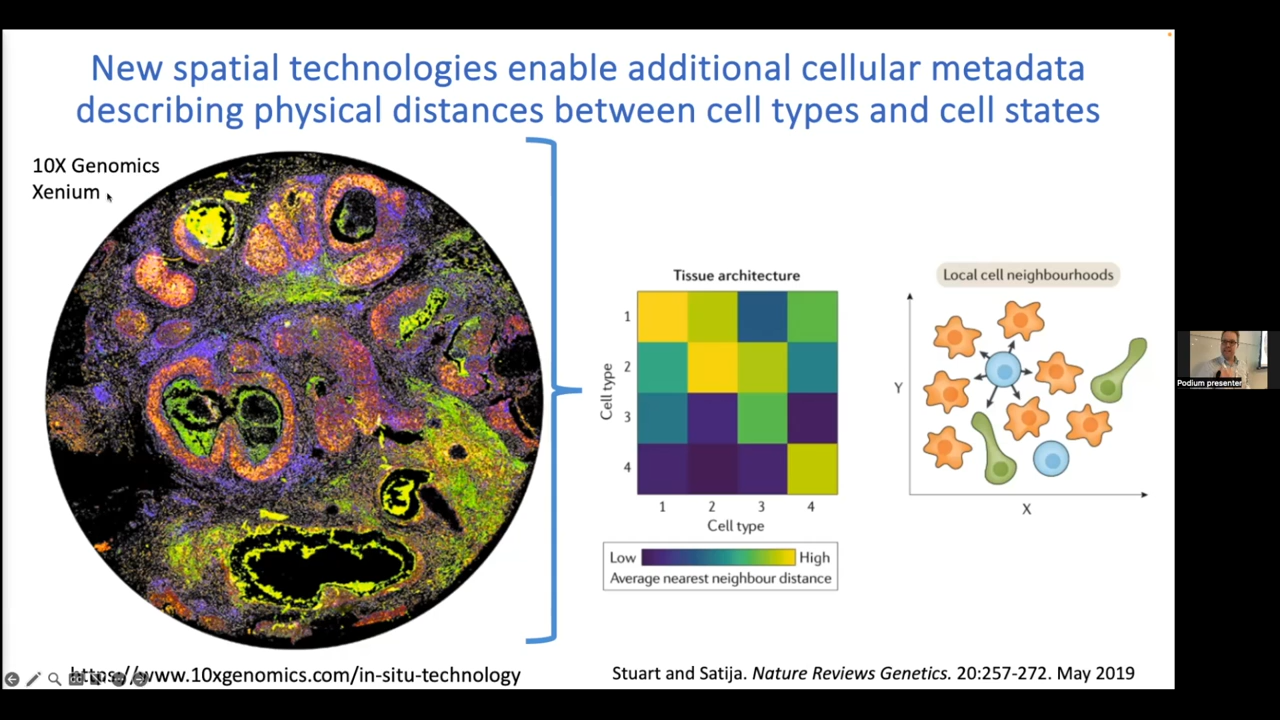 New spatial technologies enable additional cellular metadata
describing physical distances between cell types and cell states
10X Genomics
Xenium
Tissue architecture
Cell type
1
2
3
4
1 2 3 4
Cell type
Low High
Average nearest neighbour distance
Local cell neighbourhoods
Y
X
Podium presenter
https://www.10xgenomics.com/in-situ-technology
Stuart and Satija. Nature Reviews Genetics. 20:257-272. May 2019